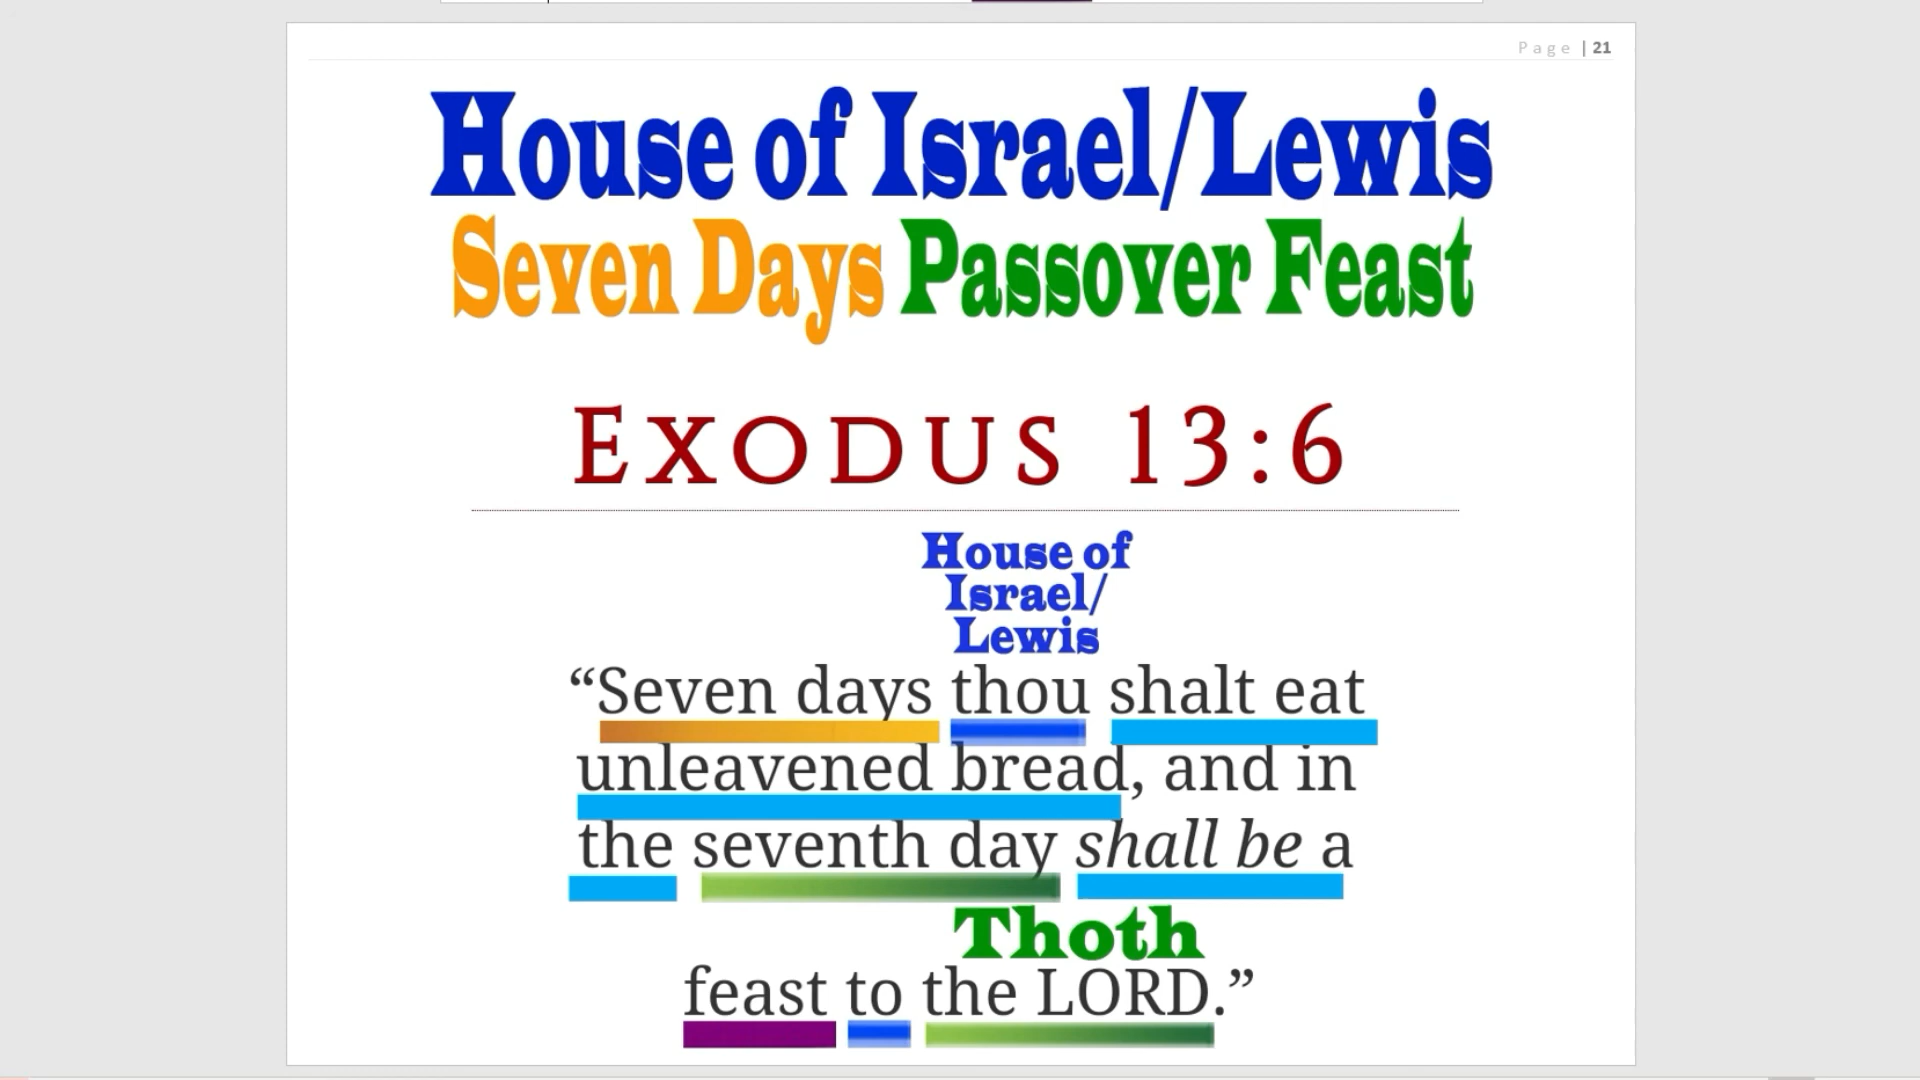 Page | 21
House of Israel/Lewis
Seven Days Passover Feast
EXODUS 13:6
House of
Israel/
Lewis
“Seven days thou shalt eat
unleavened bread, and in
the seventh day shall be a
Thoth
feast to the LORD.”